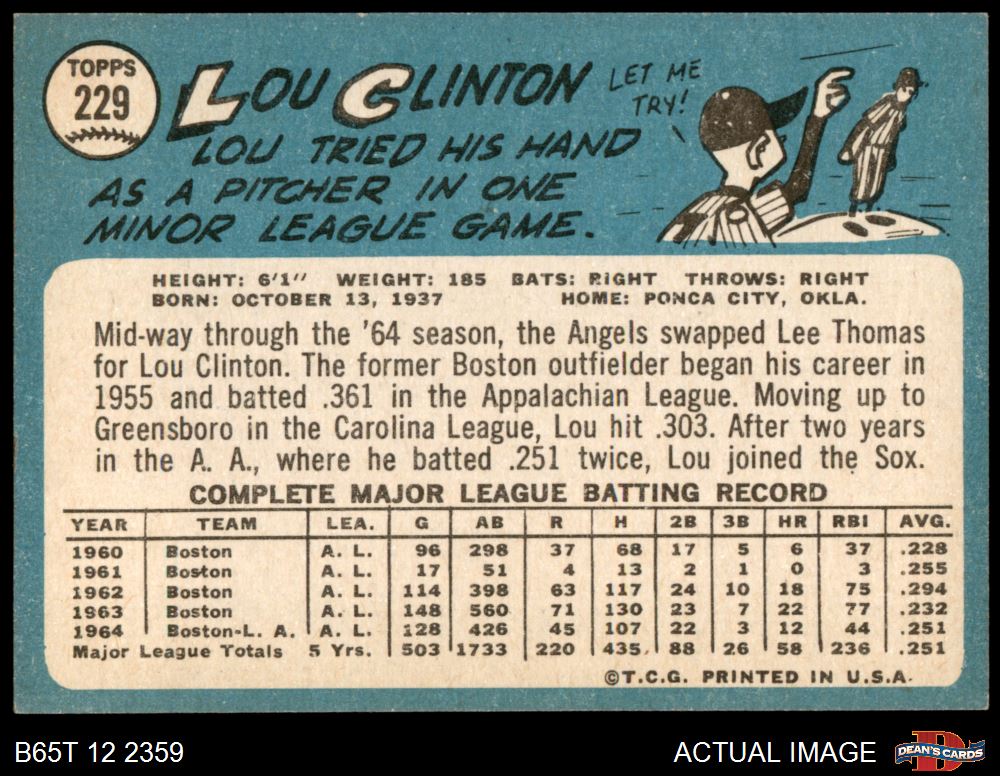 TOPPS
229
LOU CLINTON
LET ME
TRY!
LOU TRIED HIS HAND
AS A PITCHER IN ONE
MINOR LEAGUE GAME.
HEIGHT: 6'1" WEIGHT: 185 BATS: RIGHT THROWS: RIGHT
BORN: OCTOBER 13, 1937 HOME: PONCA CITY, OKLA.
Mid-way through the '64 season, the Angels swapped Lee Thomas
for Lou Clinton. The former Boston outfielder began his career in
1955 and batted .361 in the Appalachian League. Moving up to
Greensboro in the Carolina League, Lou hit .303. After two years
in the A. A., where he batted .251 twice, Lou joined the Sox.
COMPLETE MAJOR LEAGUE BATTING RECORD
YEAR TEAM LEA. G AB R H 2B 3B HR RBI AVG.
1960 Boston A. L. 96 298 37 68 17 5 6 37 .228
1961 Boston A. L. 17 51 4 13 2 1 0 3 .255
1962 Boston A. L. 114 398 63 117 24 10 18 75 .294
1963 Boston A. L. 148 560 71 130 23 7 22 77 .232
1964 Boston-L. A. A. L. 128 426 45 107 22 3 12 44 .251
Major League Totals 5 Yrs. 503 1733 220 435 88 26 58 236 .251
©T.C.G. PRINTED IN U.S.A.
B65T 12 2359 ACTUAL IMAGE DEAN'S CARDS